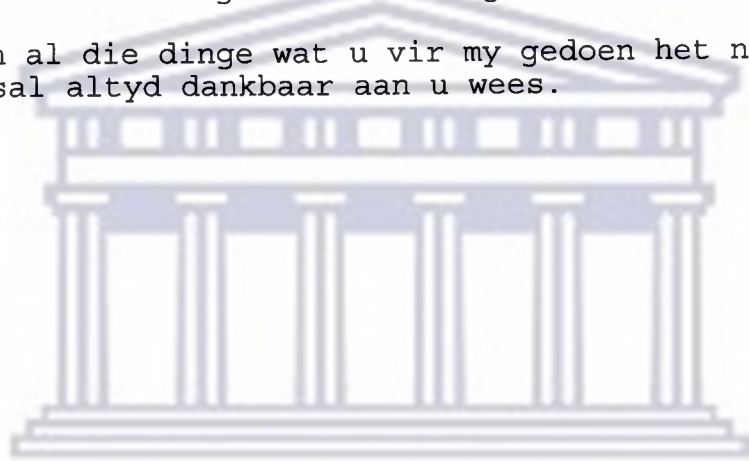 al die dinge wat u vir my gedoen het
sal altyd dankbaar aan u wees.